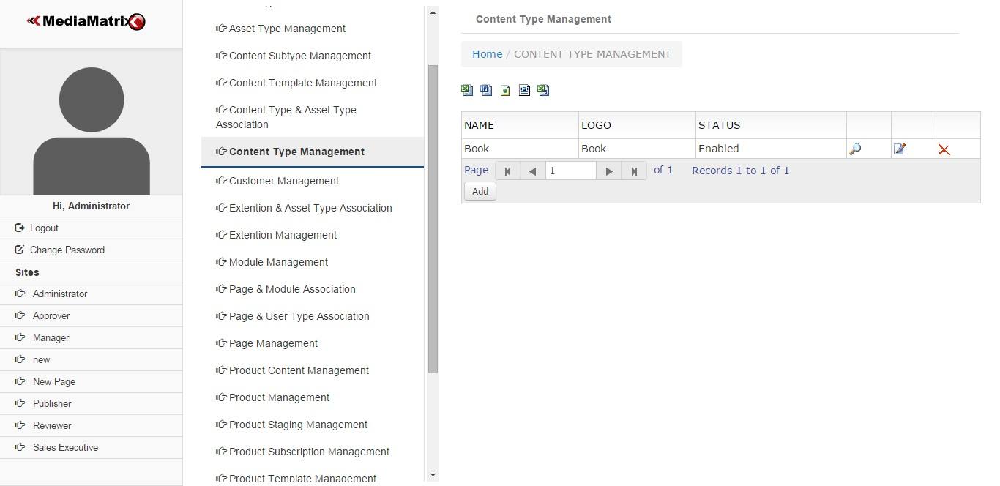 MediaMatrix
Hi, Administrator
Logout
Change Password
Sites
Administrator
Approver
Manager
new
New Page
Publisher
Reviewer
Sales Executive
Asset Type Management
Content Subtype Management
Content Template Management
Content Type & Asset Type
Association
Content Type Management
Customer Management
Extention & Asset Type Association
Extention Management
Module Management
Page & Module Association
Page & User Type Association
Page Management
Product Content Management
Product Management
Product Staging Management
Product Subscription Management
Product Template Management
Content Type Management
Home / CONTENT TYPE MANAGEMENT
NAME LOGO STATUS
Book Book Enabled
Page 1 of 1 Records 1 to 1 of 1
Add